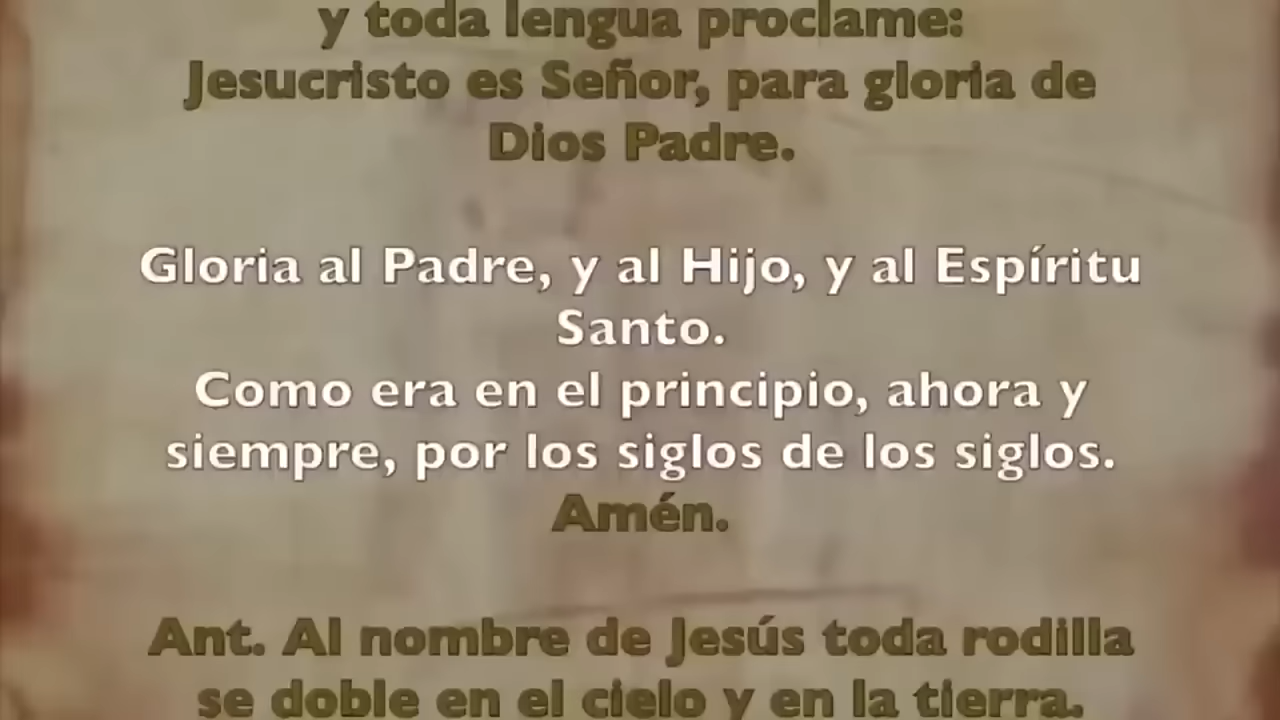 y toda lengua proclame:
Jesucristo es Señor, para gloria de
Dios Padre.
Gloria al Padre, y al Hijo, y al Espíritu
Santo.
Como era en el principio, ahora y
siempre, por los siglos de los siglos.
Amén.
Ant. Al nombre de Jesús toda rodilla
se doble en el cielo y en la tierra.